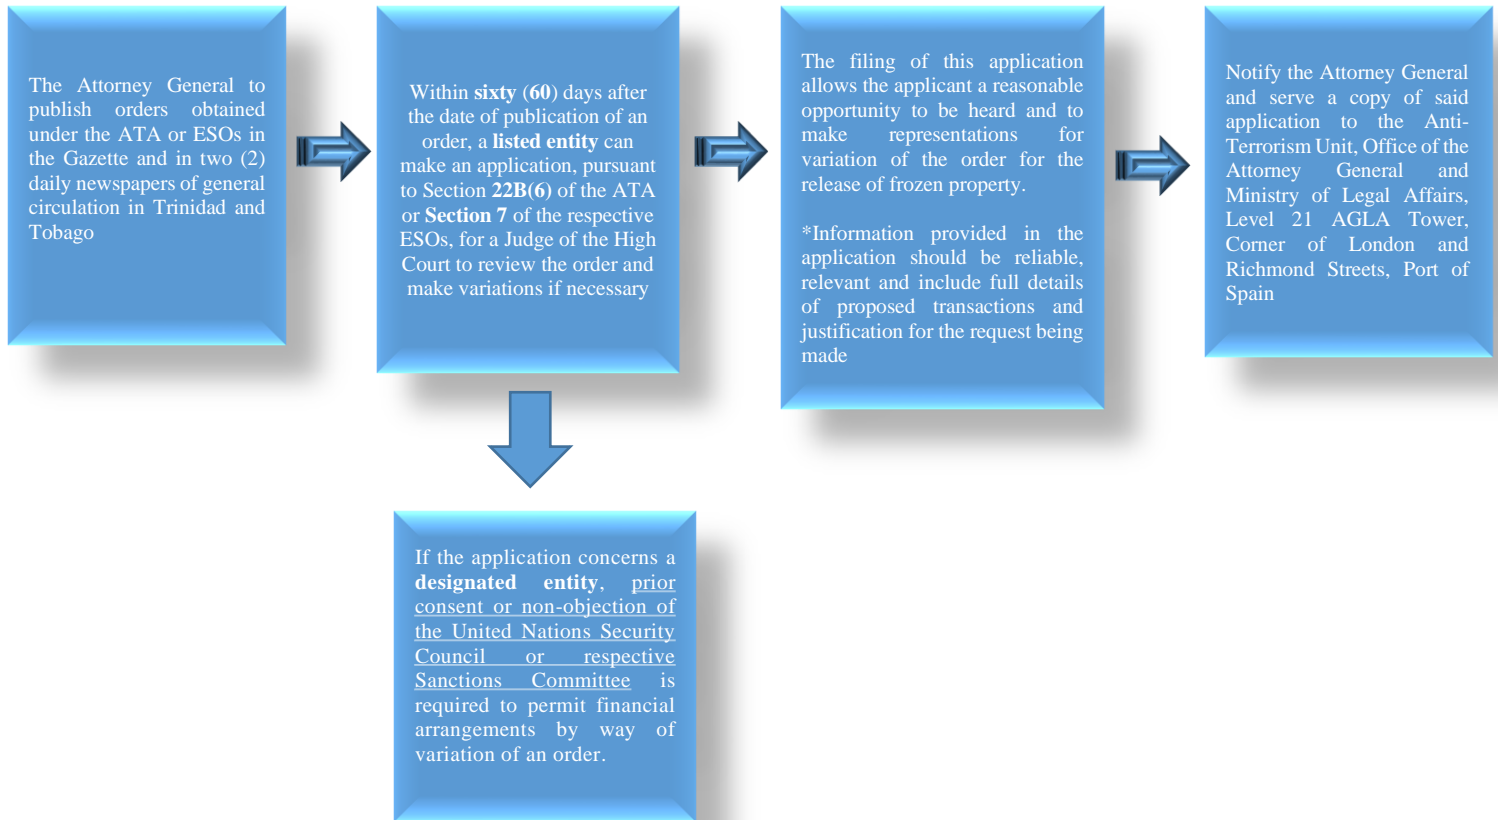 The Attorney General to
publish orders obtained
under the ATA or ESOs in
the Gazette and in two (2)
daily newspapers of general
circulation in Trinidad and
Tobago
Within sixty (60) days after
the date of publication of an
order, a listed entity can
make an application, pursuant
to Section 22B(6) of the ATA
or Section 7 of the respective
ESOs, for a Judge of the High
Court to review the order and
make variations if necessary
The filing of this application
allows the applicant a reasonable
opportunity to be heard and to
make representations for
variation of the order for the
release of frozen property.
*Information provided in the
application should be reliable,
relevant and include full details
of proposed transactions and
justification for the request being
made
Notify the Attorney General
and serve a copy of said
application to the Anti-
Terrorism Unit, Office of the
Attorney General and
Ministry of Legal Affairs,
Level 21 AGLA Tower,
Corner of London and
Richmond Streets, Port of
Spain
If the application concerns a
designated entity, prior
consent or non-objection of
the United Nations Security
Council or respective
Sanctions Committee is
required to permit financial
arrangements by way of
variation of an order.